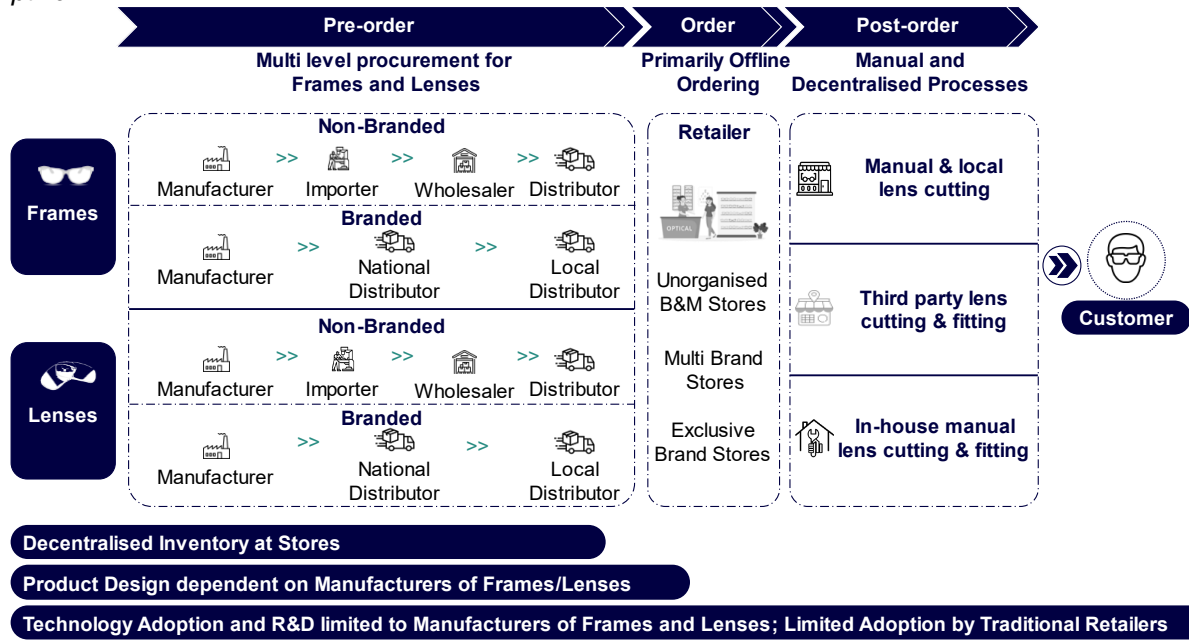 Pre-order
Order
Post-order
Multi level procurement for
Frames and Lenses
Primarily Offline
Ordering
Manual and
Decentralised Processes
Frames
Non-Branded
>> >> >>
Manufacturer Importer Wholesaler Distributor
Branded
>> >>
Manufacturer National Distributor Local Distributor
Lenses
Non-Branded
>> >> >>
Manufacturer Importer Wholesaler Distributor
Branded
>> >>
Manufacturer National Distributor Local Distributor
Retailer
OPTICAL
Unorganised
B&M Stores
Multi Brand
Stores
Exclusive
Brand Stores
Manual & local
lens cutting
Third party lens
cutting & fitting
In-house manual
lens cutting & fitting
Customer
Decentralised Inventory at Stores
Product Design dependent on Manufacturers of Frames/Lenses
Technology Adoption and R&D limited to Manufacturers of Frames and Lenses; Limited Adoption by Traditional Retailers